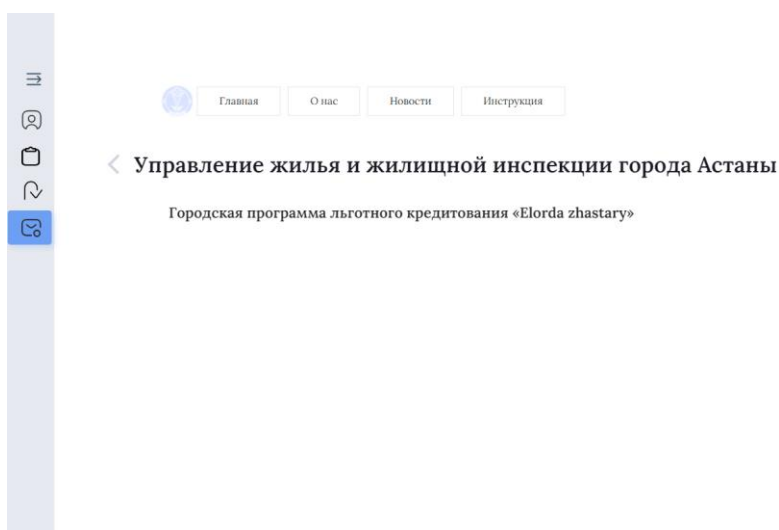 Главная
О нас
Новости
Инструкция
Управление жилья и жилищной инспекции города Астаны
Городская программа льготного кредитования «Elorda zhastary»